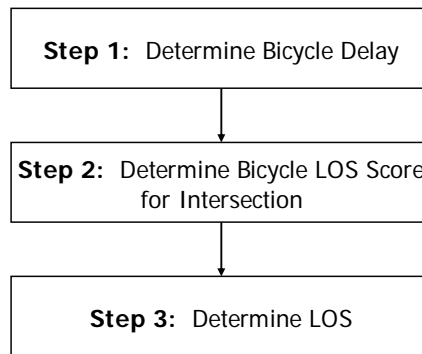 Step 1: Determine Bicycle Delay
Step 2: Determine Bicycle LOS Score
for Intersection
Step 3: Determine LOS